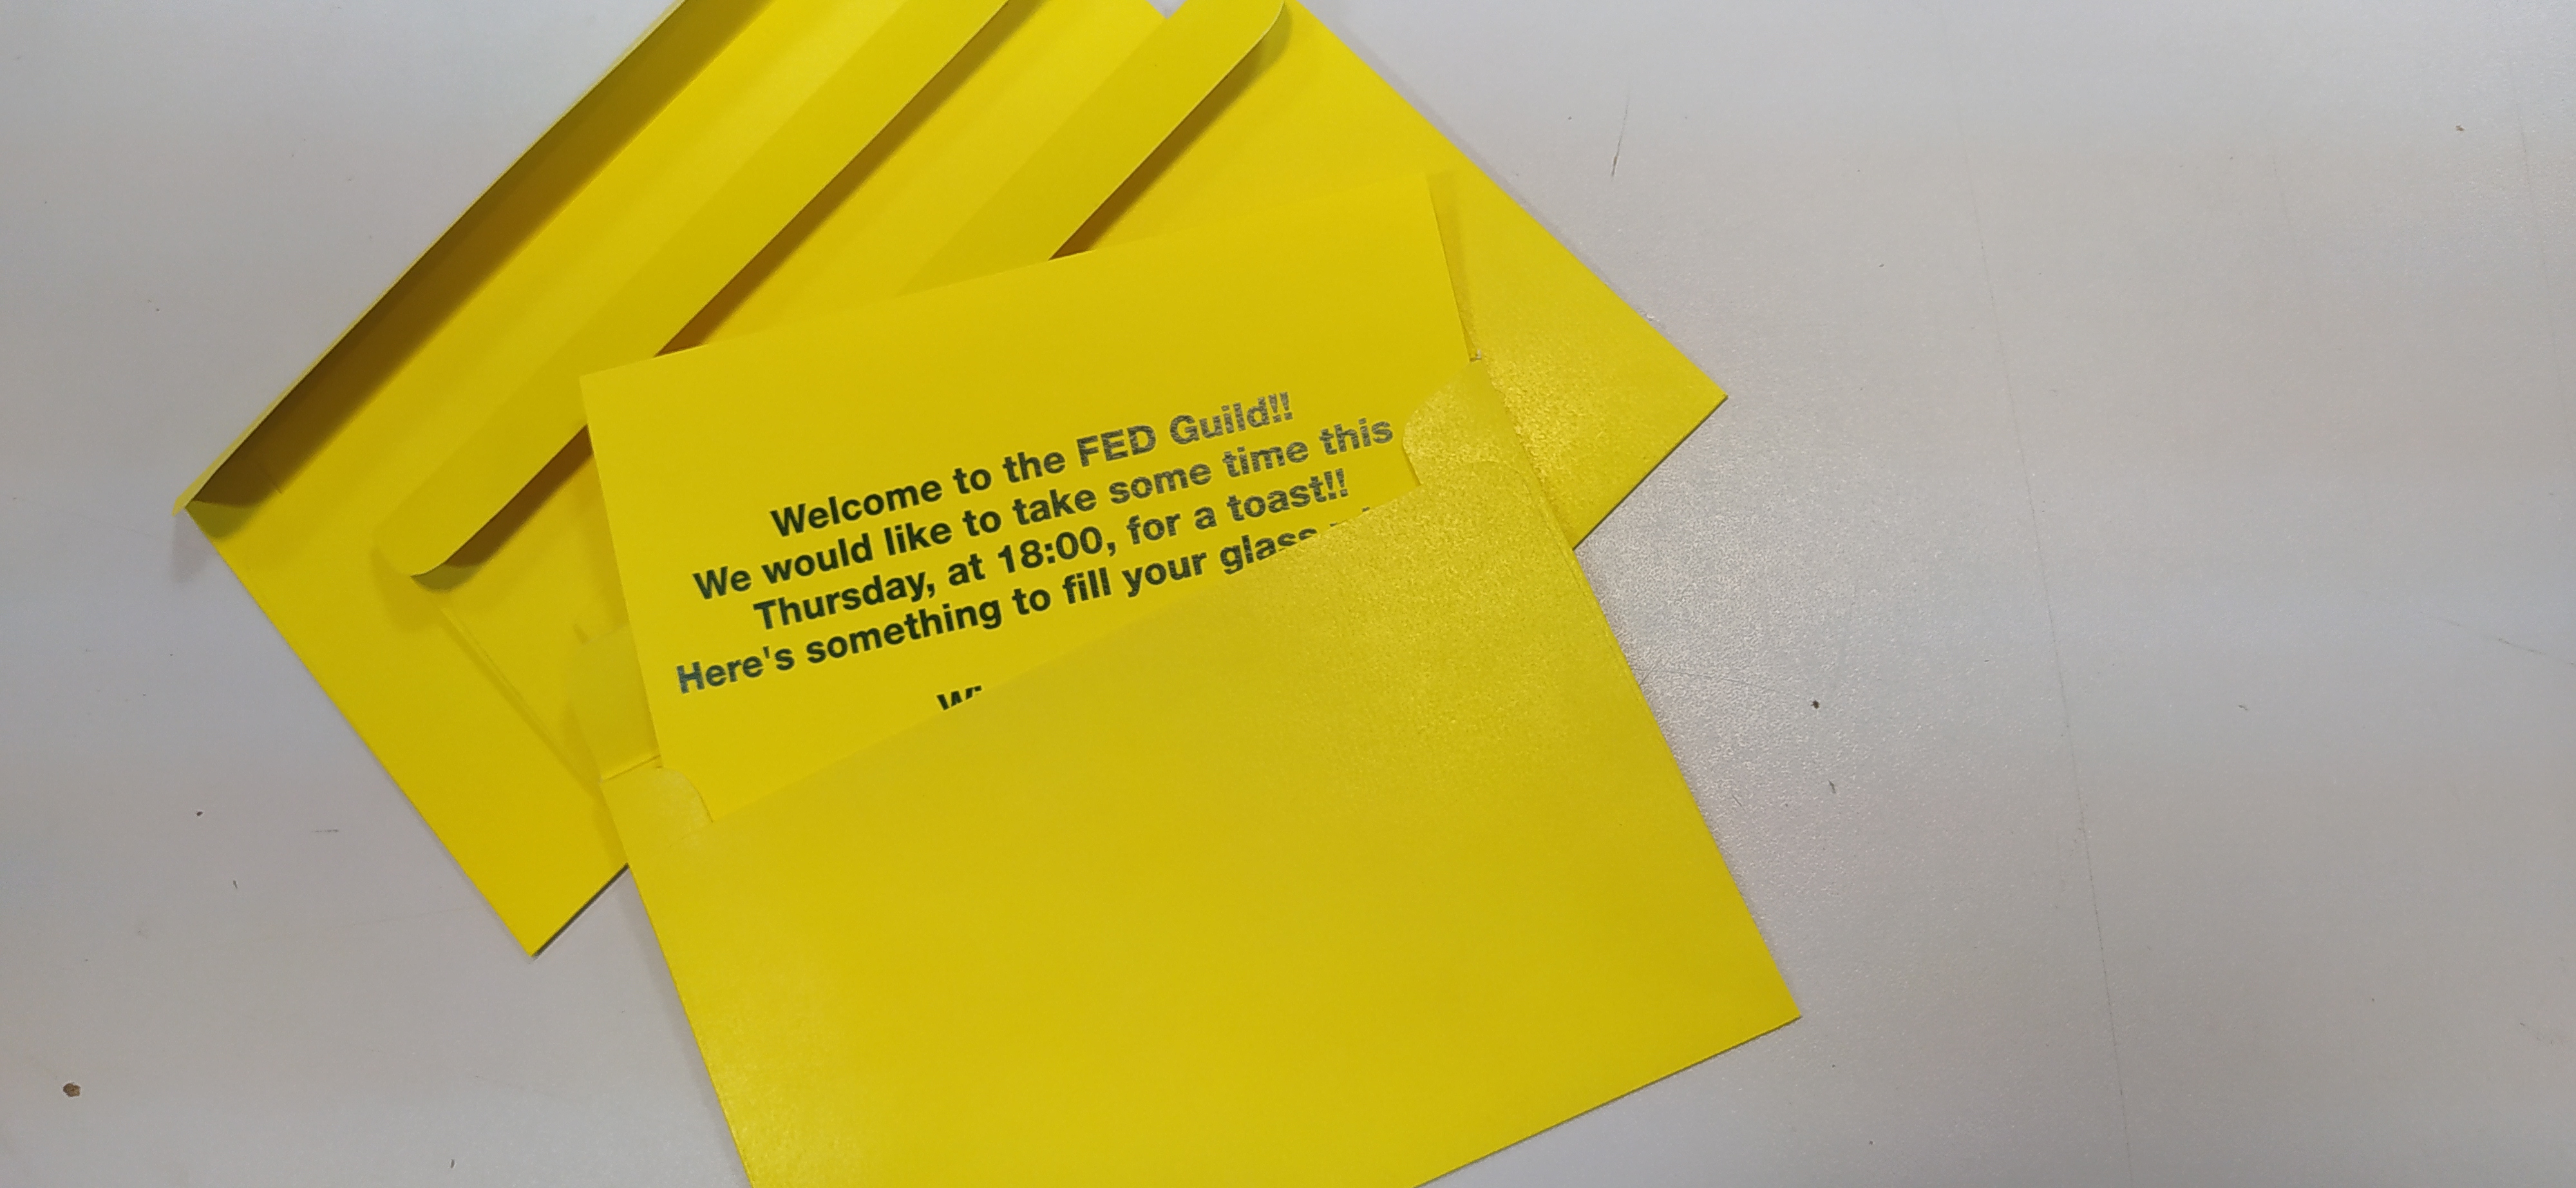 Welcome to the FED Guild!!
We would like to take some time this
Thursday, at 18:00, for a toast!!
Here's something to fill your glass